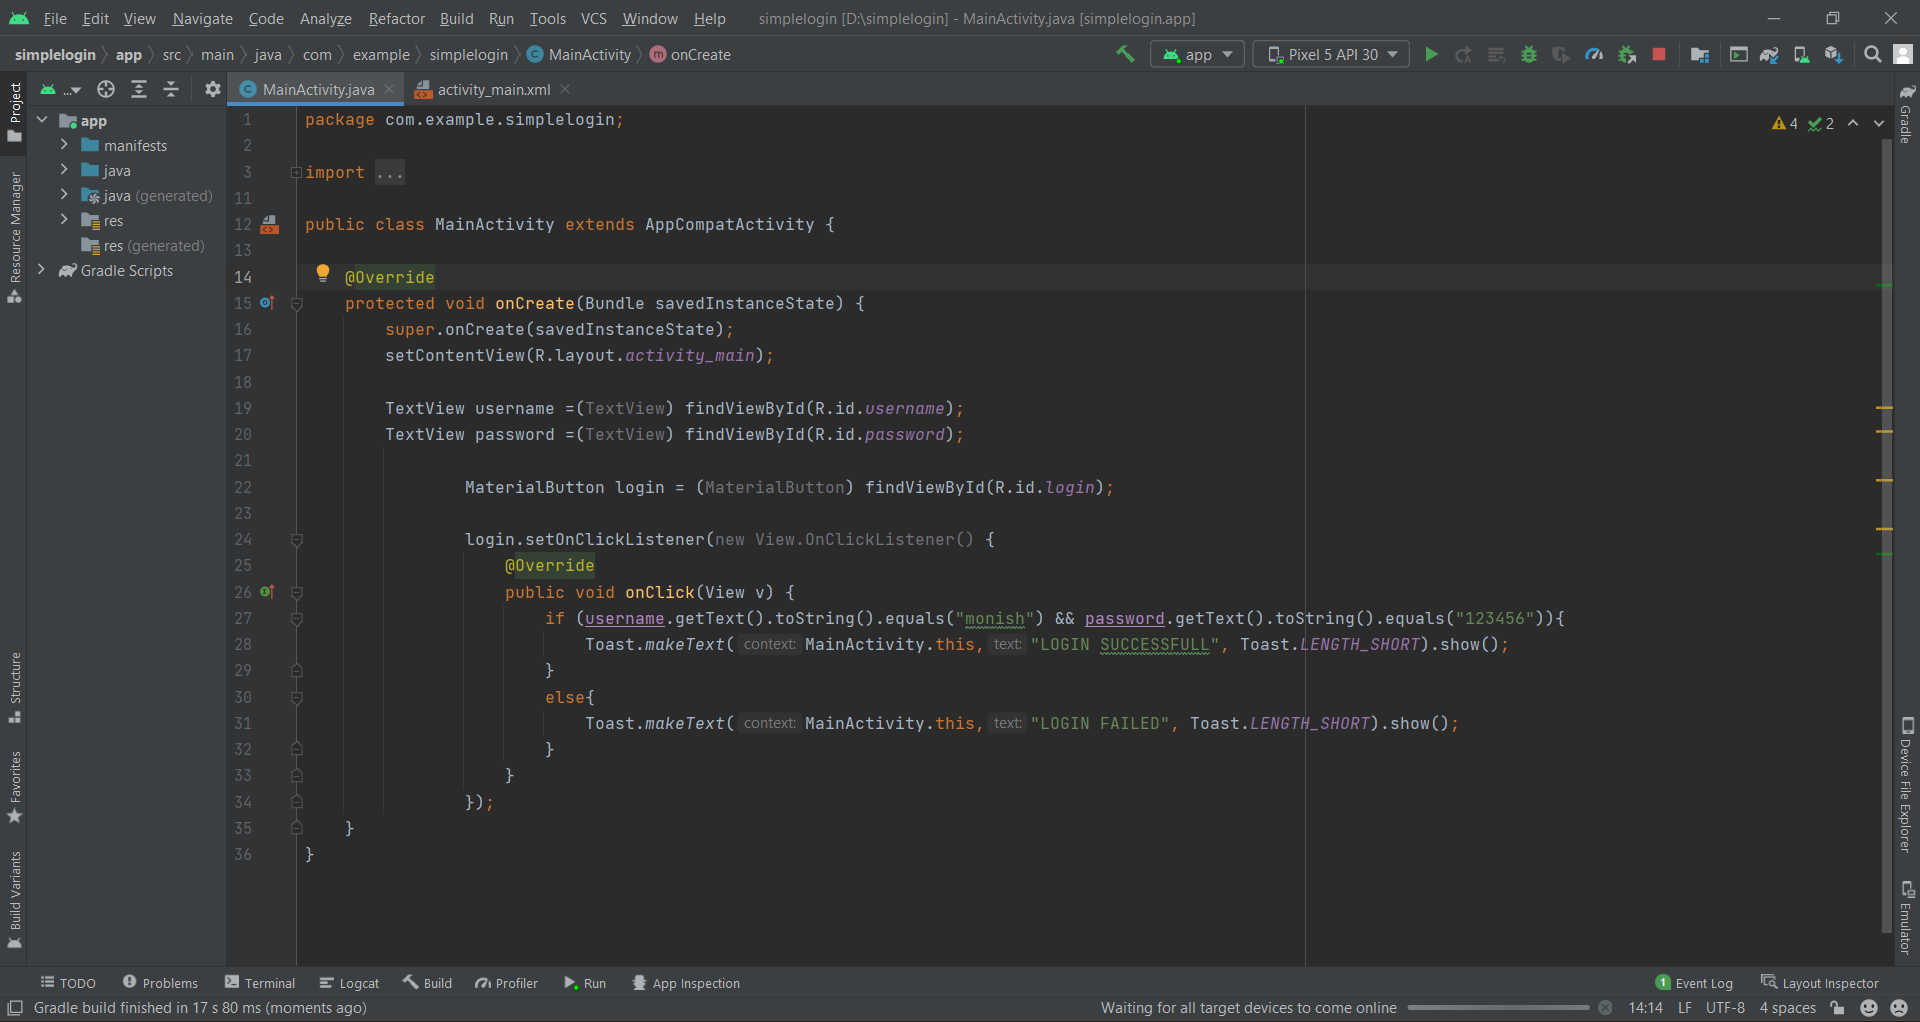 File Edit View Navigate Code Analyze Refactor Build Run Tools VCS Window Help simplelogin [D:\simplelogin] - MainActivity.java [simplelogin.app]
simplelogin app src main java com example simplelogin C MainActivity m onCreate app Pixel 5 API 30
Project
Resource Manager
Structure
Favorites
Build Variants
...
app
manifests
java
java (generated)
res
res (generated)
Gradle Scripts
C MainActivity.java activity_main.xml
4 2
1 package com.example.simplelogin;
2
3 import ...
11
12 public class MainActivity extends AppCompatActivity {
13
14 @Override
15 protected void onCreate(Bundle savedInstanceState) {
16 super.onCreate(savedInstanceState);
17 setContentView(R.layout.activity_main);
18
19 TextView username =(TextView) findViewById(R.id.username);
20 TextView password =(TextView) findViewById(R.id.password);
21
22 MaterialButton login = (MaterialButton) findViewById(R.id.login);
23
24 login.setOnClickListener(new View.OnClickListener() {
25 @Override
26 public void onClick(View v) {
27 if (username.getText().toString().equals("monish") && password.getText().toString().equals("123456")){
28 Toast.makeText( context: MainActivity.this, text: "LOGIN SUCCESSFULL", Toast.LENGTH_SHORT).show();
29 }
30 else{
31 Toast.makeText( context: MainActivity.this, text: "LOGIN FAILED", Toast.LENGTH_SHORT).show();
32 }
33 }
34 });
35 }
36 }
Gradle
Device File Explorer
Emulator
TODO Problems Terminal Logcat Build Profiler Run App Inspection 1 Event Log Layout Inspector
Gradle build finished in 17 s 80 ms (moments ago) Waiting for all target devices to come online 14:14 LF UTF-8 4 spaces